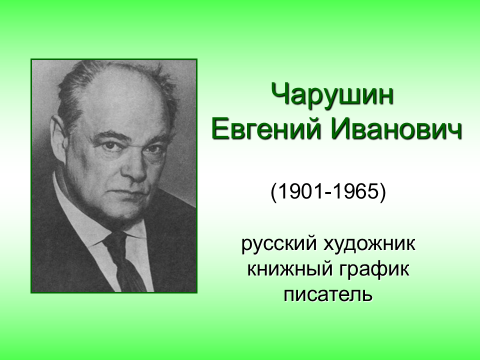 Чарушин
Евгений Иванович
(1901-1965)
русский художник
книжный график
писатель